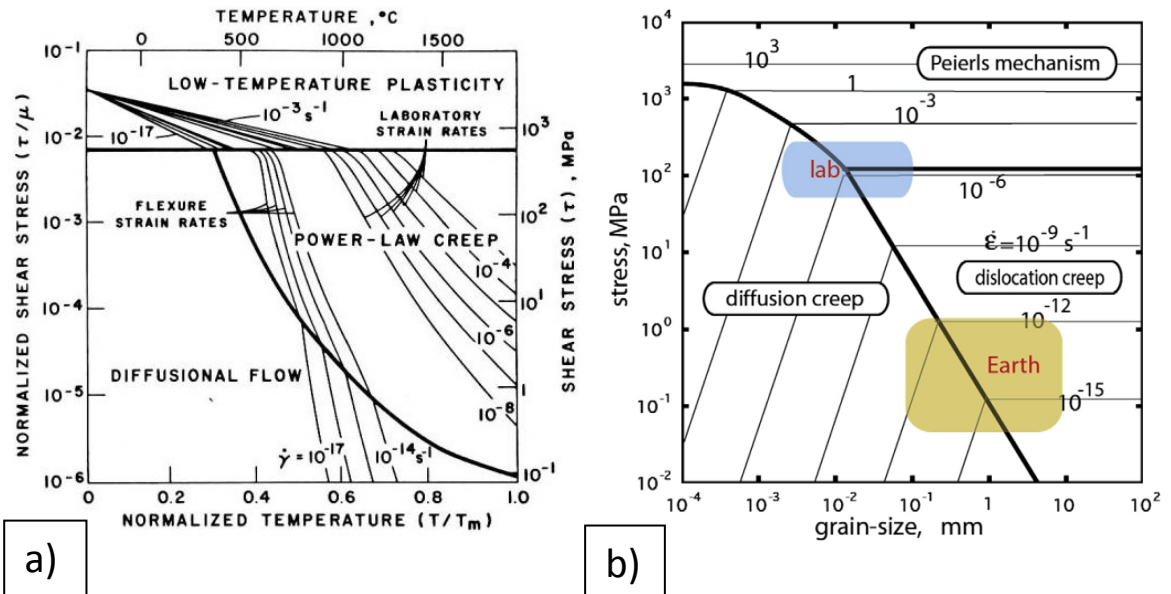 TEMPERATURE , °C
0 500 1000 1500
10⁻¹
10⁻²
10⁻³
10⁻⁴
10⁻⁵
10⁻⁶
NORMALIZED SHEAR STRESS (τ/μ)
LOW-TEMPERATURE PLASTICITY
10⁻³ s⁻¹
10⁻¹⁷
LABORATORY
STRAIN RATES
FLEXURE
STRAIN RATES
POWER-LAW CREEP
10⁻⁴
10⁻⁶
10⁻⁸
DIFFUSIONAL FLOW
γ̇ = 10⁻¹⁷
10⁻¹⁴ s⁻¹
10³
10²
10
1
10⁻¹
SHEAR STRESS (τ), MPa
0 0.2 0.4 0.6 0.8 1.0
NORMALIZED TEMPERATURE (T/Tₘ)
a)
10⁴
10³
10²
10¹
10⁰
10⁻¹
10⁻²
stress, MPa
10³
Peierls mechanism
1
10⁻³
lab
10⁻⁶
ε̇=10⁻⁹ s⁻¹
dislocation creep
diffusion creep
10⁻¹²
Earth
10⁻¹⁵
10⁻⁴ 10⁻³ 10⁻² 10⁻¹ 1 10 10²
grain-size, mm
b)